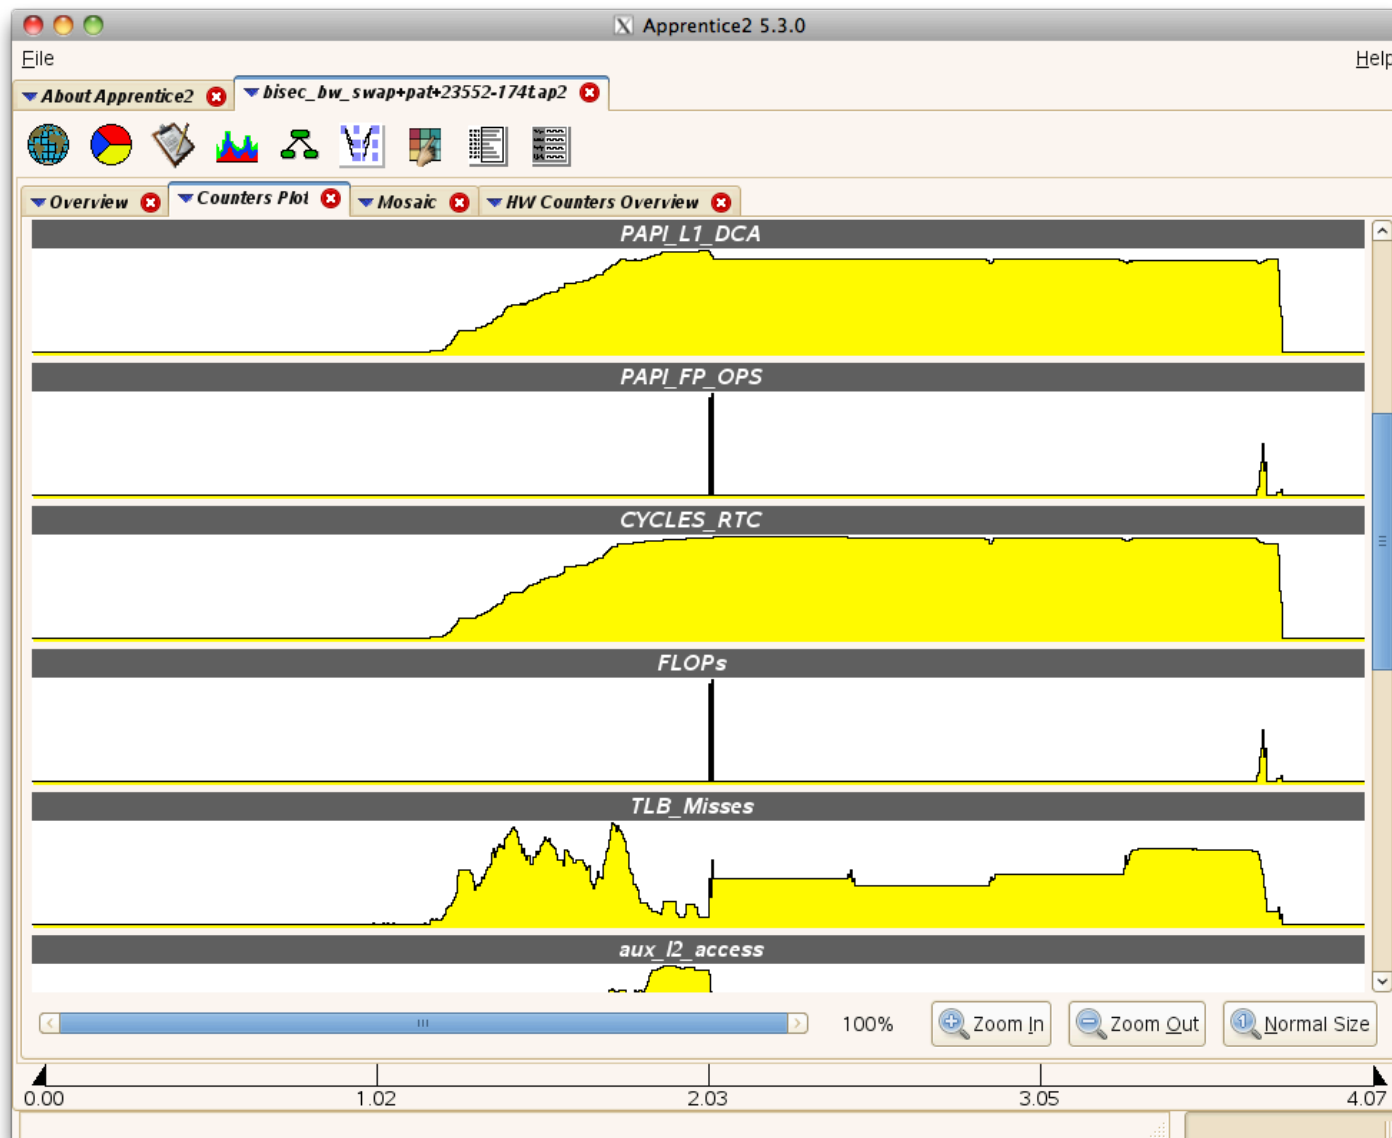 Apprentice2 5.3.0
File Help
About Apprentice2 bisec_bw_swap+pat+23552-174t.ap2
Overview Counters Plot Mosaic HW Counters Overview
PAPI_L1_DCA
PAPI_FP_OPS
CYCLES_RTC
FLOPs
TLB_Misses
aux_l2_access
100% Zoom In Zoom Out Normal Size
0.00 1.02 2.03 3.05 4.07